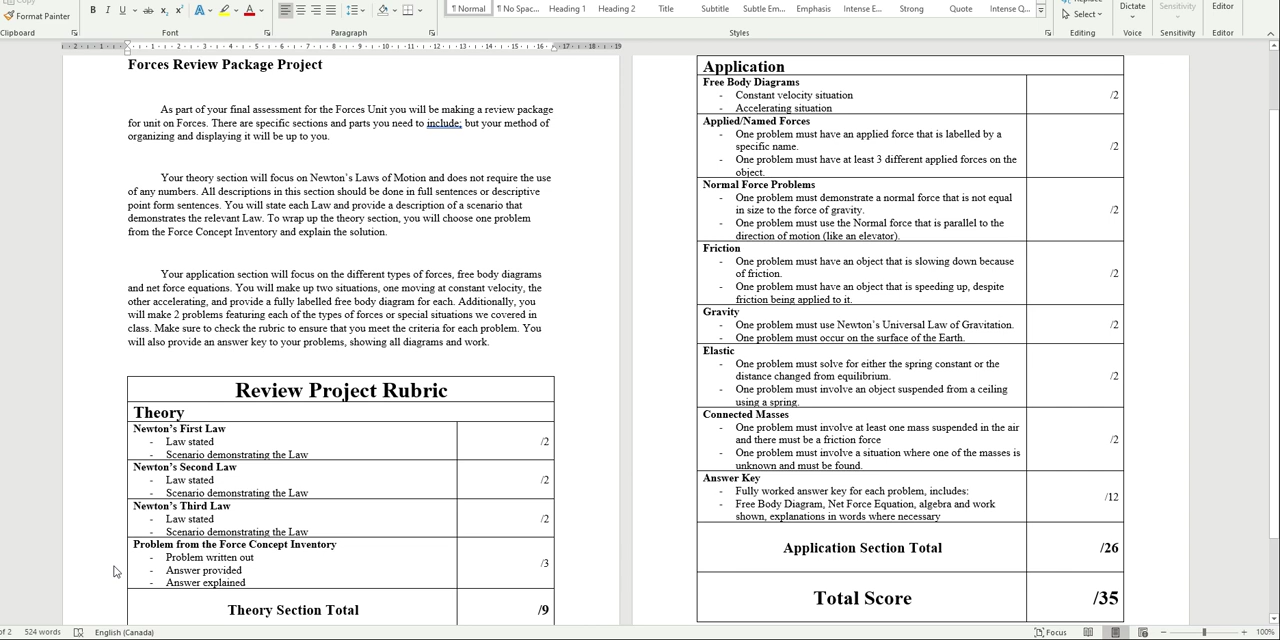 Copy
Format Painter
Clipboard
B I U ab x₂ x² A A
Font
Paragraph
¶ Normal
¶ No Spac...
Heading 1
Heading 2
Title
Subtitle
Subtle Em...
Emphasis
Intense E...
Strong
Quote
Intense Q...
Styles
Select
Editing
Dictate
Voice
Sensitivity
Sensitivity
Editor
Editor
Forces Review Package Project
As part of your final assessment for the Forces Unit you will be making a review package
for unit on Forces. There are specific sections and parts you need to include; but your method of
organizing and displaying it will be up to you.
Your theory section will focus on Newton's Laws of Motion and does not require the use
of any numbers. All descriptions in this section should be done in full sentences or descriptive
point form sentences. You will state each Law and provide a description of a scenario that
demonstrates the relevant Law. To wrap up the theory section, you will choose one problem
from the Force Concept Inventory and explain the solution.
Your application section will focus on the different types of forces, free body diagrams
and net force equations. You will make up two situations, one moving at constant velocity, the
other accelerating, and provide a fully labelled free body diagram for each. Additionally, you
will make 2 problems featuring each of the types of forces or special situations we covered in
class. Make sure to check the rubric to ensure that you meet the criteria for each problem. You
will also provide an answer key to your problems, showing all diagrams and work.
Review Project Rubric
Theory
Newton's First Law
- Law stated
/2
- Scenario demonstrating the Law
Newton's Second Law
- Law stated
/2
- Scenario demonstrating the Law
Newton's Third Law
- Law stated
/2
- Scenario demonstrating the Law
Problem from the Force Concept Inventory
- Problem written out
/3
- Answer provided
- Answer explained
Theory Section Total /9
Application
Free Body Diagrams
- Constant velocity situation
/2
- Accelerating situation
Applied/Named Forces
- One problem must have an applied force that is labelled by a
specific name.
/2
- One problem must have at least 3 different applied forces on the
object.
Normal Force Problems
- One problem must demonstrate a normal force that is not equal
in size to the force of gravity.
/2
- One problem must use the Normal force that is parallel to the
direction of motion (like an elevator).
Friction
- One problem must have an object that is slowing down because
of friction.
/2
- One problem must have an object that is speeding up, despite
friction being applied to it.
Gravity
- One problem must use Newton's Universal Law of Gravitation.
/2
- One problem must occur on the surface of the Earth.
Elastic
- One problem must solve for either the spring constant or the
distance changed from equilibrium.
/2
- One problem must involve an object suspended from a ceiling
using a spring.
Connected Masses
- One problem must involve at least one mass suspended in the air
and there must be a friction force
/2
- One problem must involve a situation where one of the masses is
unknown and must be found.
Answer Key
- Fully worked answer key for each problem, includes:
/12
- Free Body Diagram, Net Force Equation, algebra and work
shown, explanations in words where necessary
Application Section Total /26
Total Score /35
of 2
524 words
English (Canada)
Focus
100%